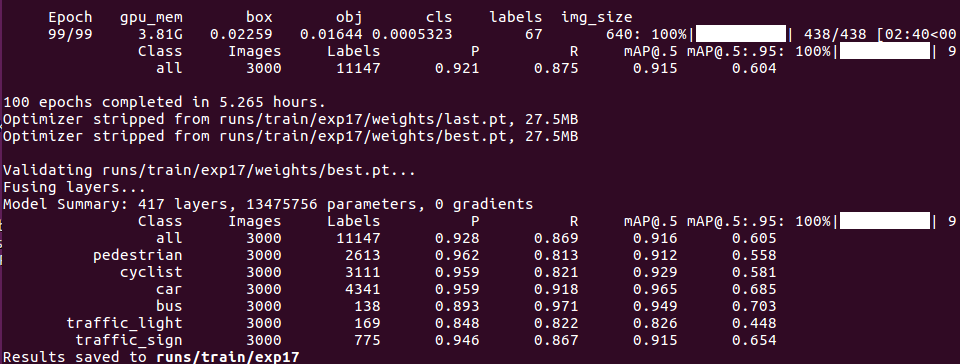 Epoch gpu_mem box obj cls labels img_size
99/99 3.81G 0.02259 0.01644 0.0005323 67 640: 100%| | 438/438 [02:40<00
Class Images Labels P R mAP@.5 mAP@.5:.95: 100%| | 9
all 3000 11147 0.921 0.875 0.915 0.604
100 epochs completed in 5.265 hours.
Optimizer stripped from runs/train/exp17/weights/last.pt, 27.5MB
Optimizer stripped from runs/train/exp17/weights/best.pt, 27.5MB
Validating runs/train/exp17/weights/best.pt...
Fusing layers...
Model Summary: 417 layers, 13475756 parameters, 0 gradients
Class Images Labels P R mAP@.5 mAP@.5:.95: 100%| | 9
all 3000 11147 0.928 0.869 0.916 0.605
pedestrian 3000 2613 0.962 0.813 0.912 0.558
cyclist 3000 3111 0.959 0.821 0.929 0.581
car 3000 4341 0.959 0.918 0.965 0.685
bus 3000 138 0.893 0.971 0.949 0.703
traffic_light 3000 169 0.848 0.822 0.826 0.448
traffic_sign 3000 775 0.946 0.867 0.915 0.654
Results saved to runs/train/exp17